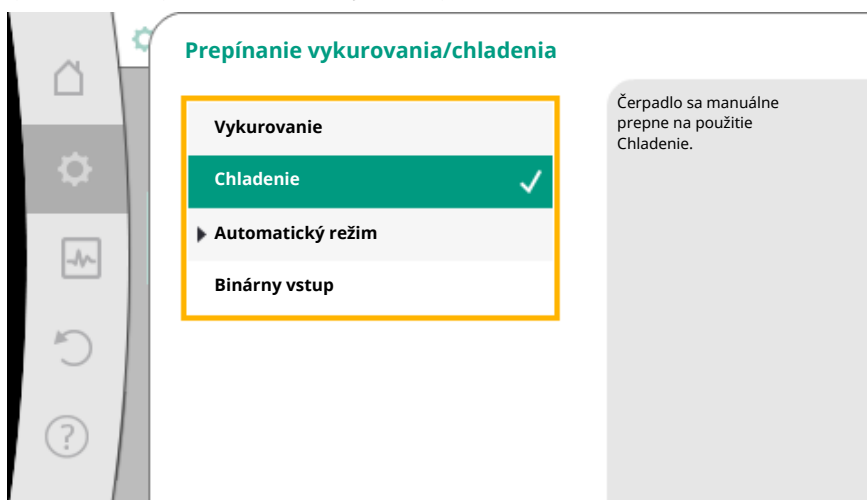 Prepínanie vykurovania/chladenia
Vykurovanie
Chladenie
Automatický režim
Binárny vstup
Čerpadlo sa manuálne
prepne na použitie
Chladenie.
?